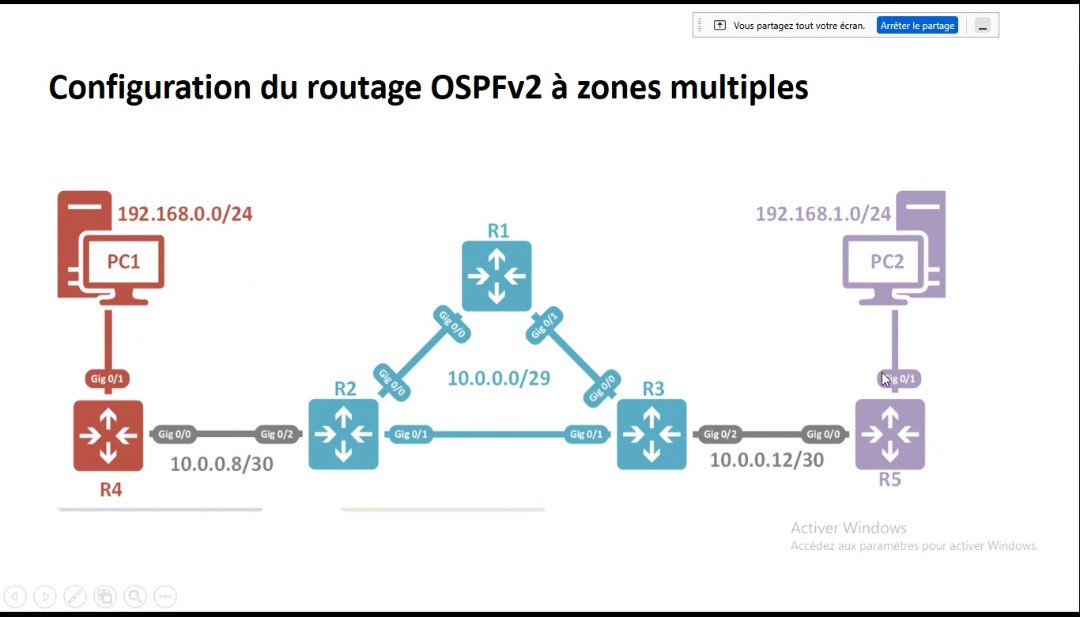 Vous partagez tout votre écran. Arrêter le partage
Configuration du routage OSPFv2 à zones multiples
192.168.0.0/24
PC1
Gig 0/1
R4
Gig 0/0
10.0.0.8/30
Gig 0/2
R2
Gig 0/0
Gig 0/1
R1
Gig 0/0
Gig 0/1
10.0.0.0/29
Gig 0/0
R3
Gig 0/1
Gig 0/2
10.0.0.12/30
Gig 0/0
192.168.1.0/24
PC2
Gig 0/1
R5
Activer Windows
Accédez aux paramètres pour activer Windows.